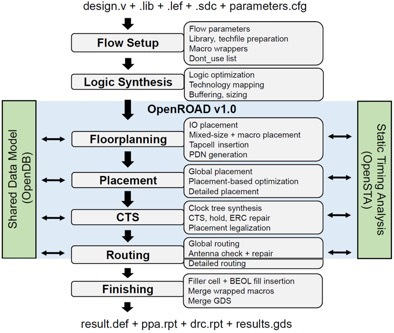 design.v + .lib + .lef + .sdc + parameters.cfg
Flow Setup
Flow parameters
Library, techfile preparation
Macro wrappers
Dont_use list
Logic Synthesis
Logic optimization
Technology mapping
Buffering, sizing
OpenROAD v1.0
Shared Data Model
(OpenDB)
Static Timing Analysis
(OpenSTA)
Floorplanning
IO placement
Mixed-size + macro placement
Tapcell insertion
PDN generation
Placement
Global placement
Placement-based optimization
Detailed placement
CTS
Clock tree synthesis
CTS, hold, ERC repair
Placement legalization
Routing
Global routing
Antenna check + repair
Detailed routing
Finishing
Filler cell + BEOL fill insertion
Merge wrapped macros
Merge GDS
result.def + ppa.rpt + drc.rpt + results.gds